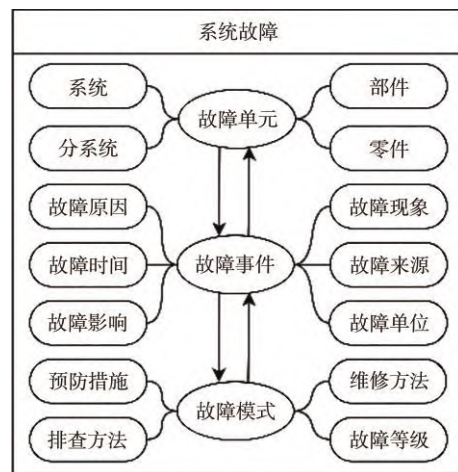 系统故障
系统
部件
故障单元
分系统
零件
故障原因
故障现象
故障时间
故障事件
故障来源
故障影响
故障单位
预防措施
维修方法
故障模式
排查方法
故障等级